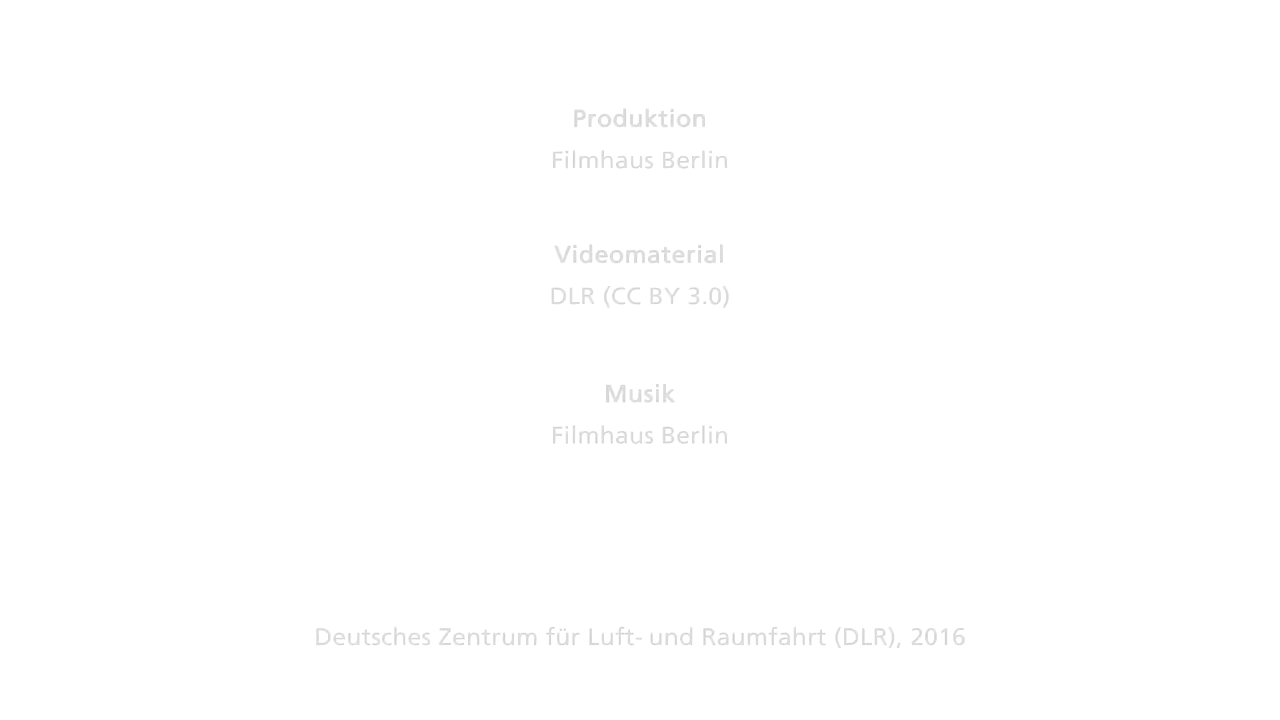 Produktion
Filmhaus Berlin
Videomaterial
DLR (CC BY 3.0)
Musik
Filmhaus Berlin
Deutsches Zentrum für Luft- und Raumfahrt (DLR), 2016